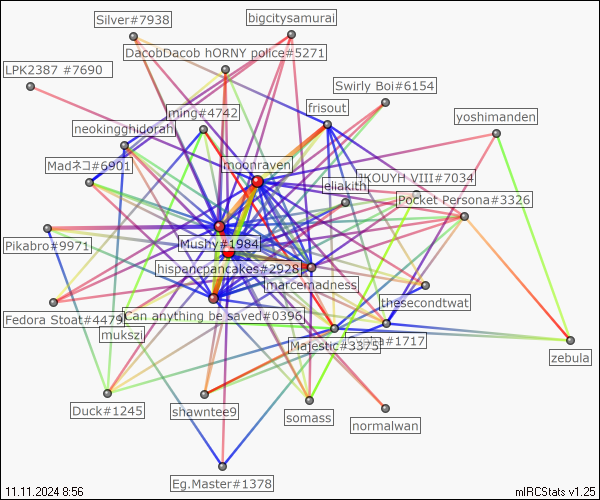 Silver#7938
bigcitysamurai
DacobDacob hORNY police#5271
LPK2387 #7690
Swirly Boi#6154
ming#4742
frisout
yoshimanden
neokingghidorah
Madネコ#6901
moonraven
eliakith
KOUYH VIII#7034
Pocket Persona#3326
Pikabro#9971
Mushy#1984
hispancpancakes#2928
marcemadness
thesecondtwat
Fedora Stoat#4479
Can anything be saved#0396
mukszi
Majestic#3375
#1717
zebula
Duck#1245
shawntee9
somass
normalwan
Eg.Master#1378
11.11.2024 8:56
mIRCStats v1.25